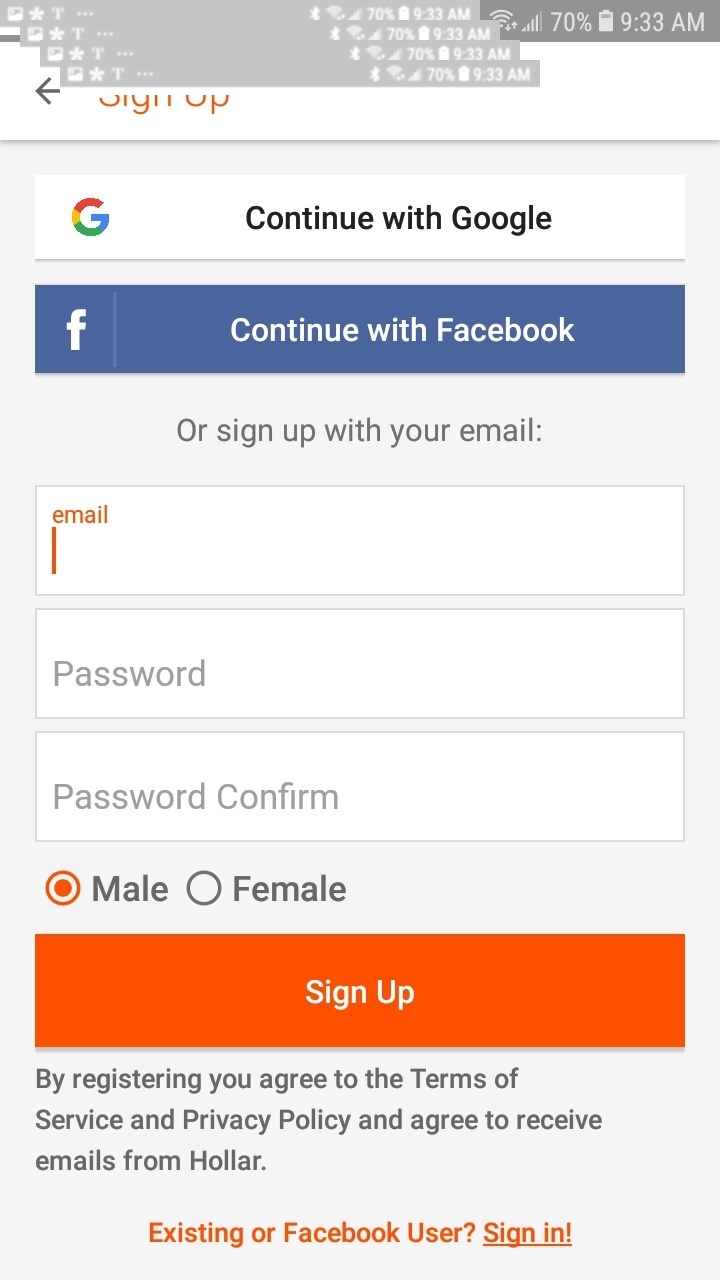 70% 9:33 AM
70% 9:33 AM
70% 9:33 AM
70% 9:33 AM
70% 9:33 AM
Sign Up
Continue with Google
Continue with Facebook
Or sign up with your email:
email
Password
Password Confirm
Male Female
Sign Up
By registering you agree to the Terms of
Service and Privacy Policy and agree to receive
emails from Hollar.
Existing or Facebook User? Sign in!